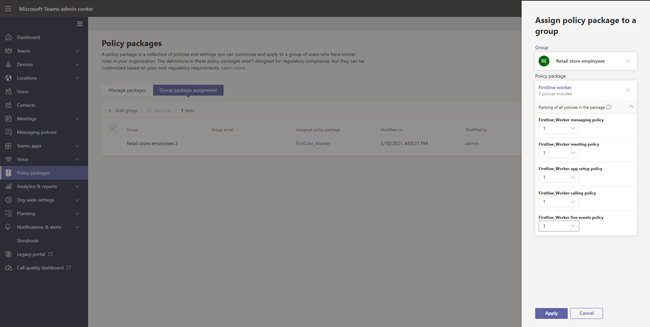 Microsoft Teams admin center
Dashboard
Teams
Devices
Locations
Users
Contacts
Meetings
Messaging policies
Teams apps
Voice
Policy packages
Analytics & reports
Org-wide settings
Planning
Notifications & alerts
Storybook
Legacy portal
Call quality dashboard
Policy packages
A policy package is a collection of policies and settings you can customize and apply to a group of users who have similar
roles in your organization. The definitions in these policy packages aren't designed for regulatory compliance, but they can be
customized based on your own regulatory requirements. Learn more
Manage packages
Group package assignment
+ Add group
1 item
Group
Group email
Assigned policy package
Modified on
Modified by
Retail store employees 2
FirstLine_Worker
2/10/2021, 4:03:31 PM
admin
Assign policy package to a
group
Group
RE
Retail store employees
Policy package
Firstline worker
5 policies included
Ranking of all policies in the package
Firstline_Worker messaging policy
1
Firstline_Worker meeting policy
1
Firstline_Worker app setup policy
1
Firstline_Worker calling policy
1
Firstline_Worker live events policy
1
Apply
Cancel